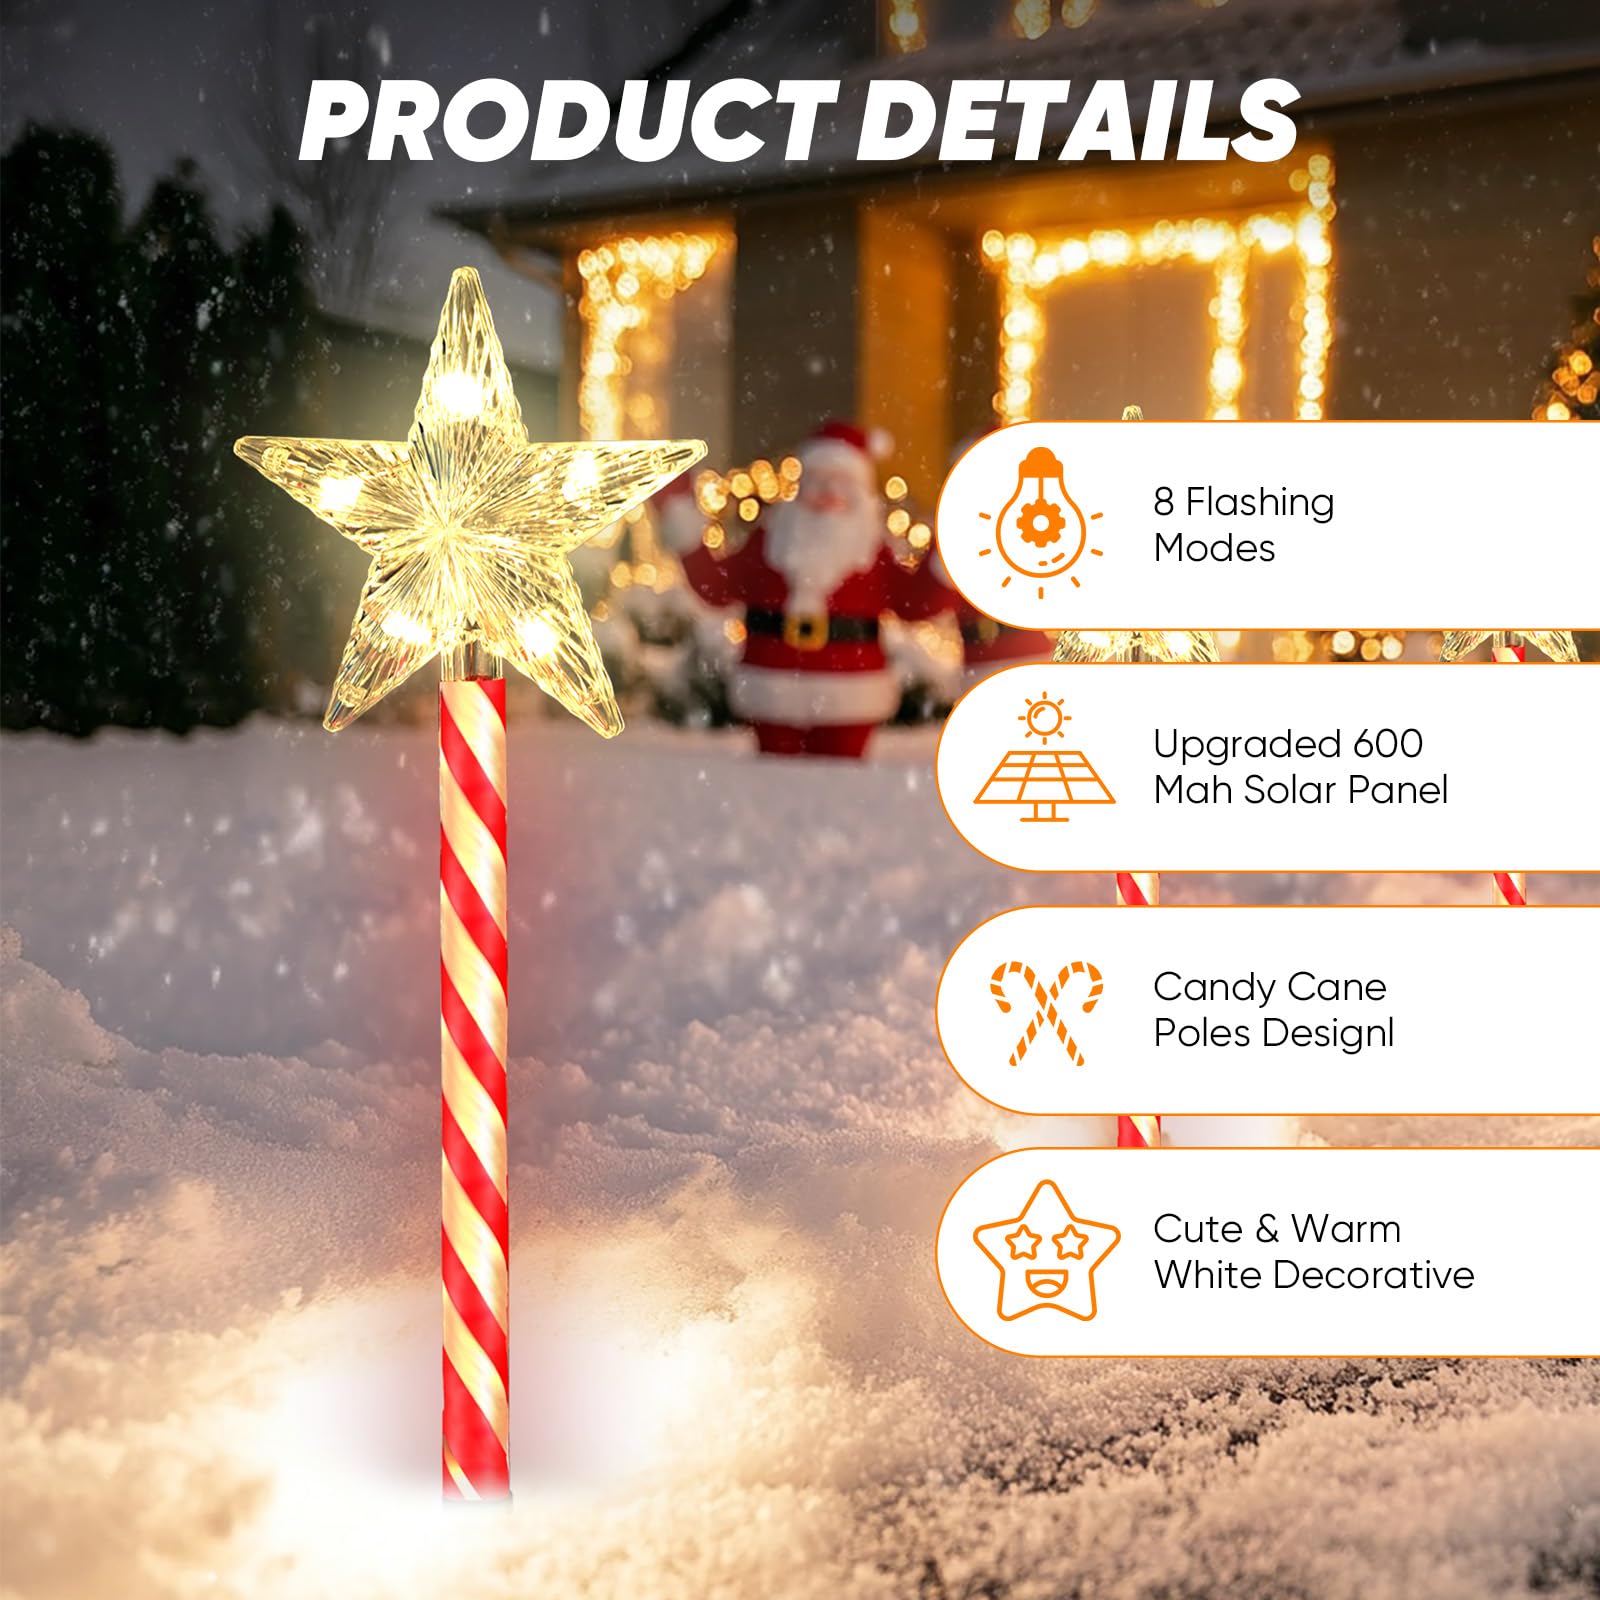 PRODUCT DETAILS
8 Flashing
Modes
Upgraded 600
Mah Solar Panel
Candy Cane
Poles Designl
Cute & Warm
White Decorative